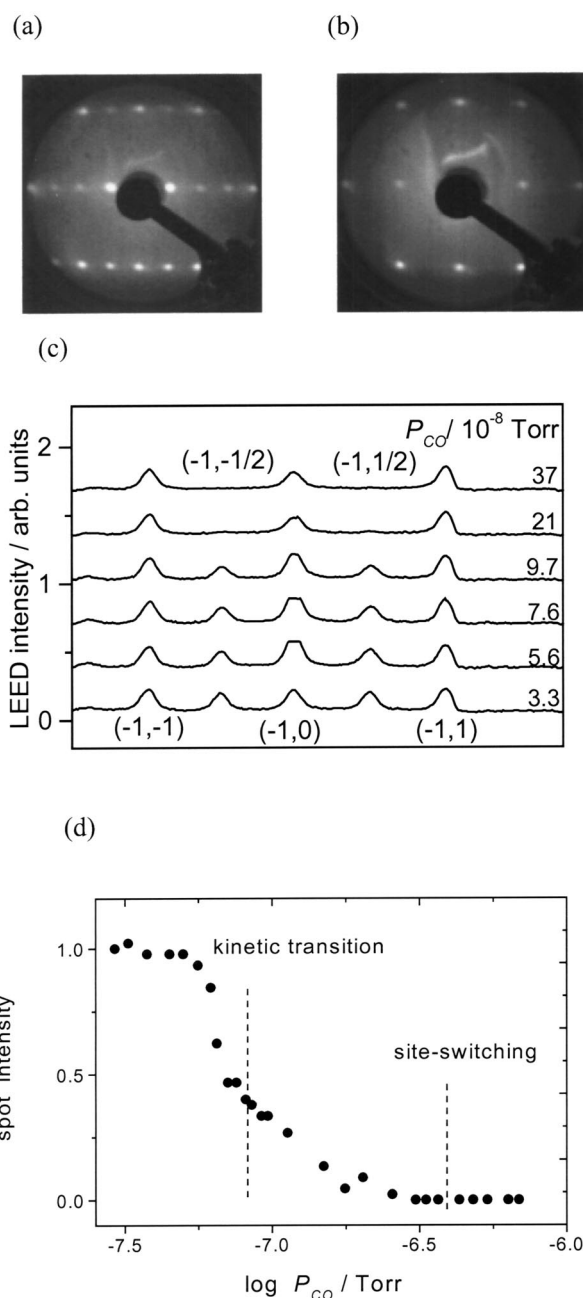 (a)
(b)
(c)
LEED intensity / arb. units
2
1
0
P_CO / 10^-8 Torr
(-1,-1/2)
(-1,1/2)
37
21
9.7
7.6
5.6
3.3
(-1,-1)
(-1,0)
(-1,1)
(d)
spot intensity
1.0
0.5
0.0
kinetic transition
site-switching
-7.5
-7.0
-6.5
-6.0
log P_CO / Torr